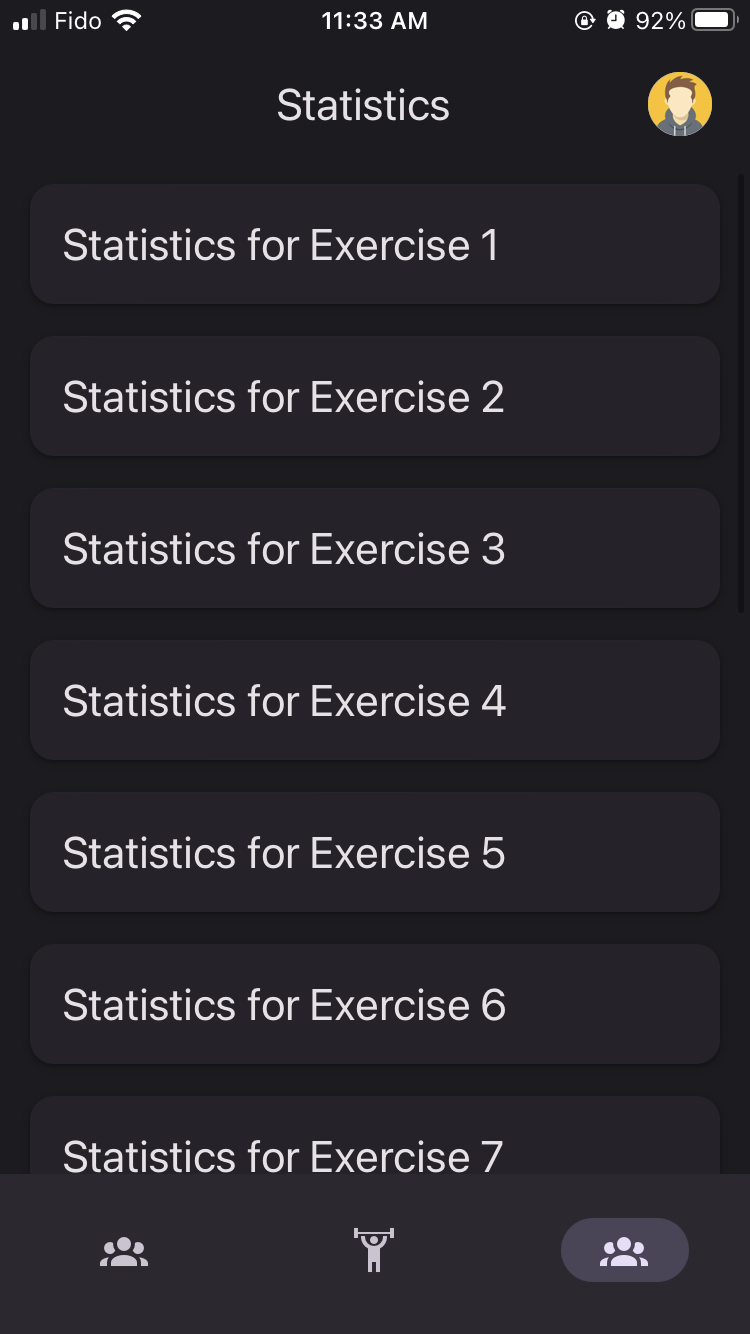 Fido 11:33 AM 92%
Statistics
Statistics for Exercise 1
Statistics for Exercise 2
Statistics for Exercise 3
Statistics for Exercise 4
Statistics for Exercise 5
Statistics for Exercise 6
Statistics for Exercise 7